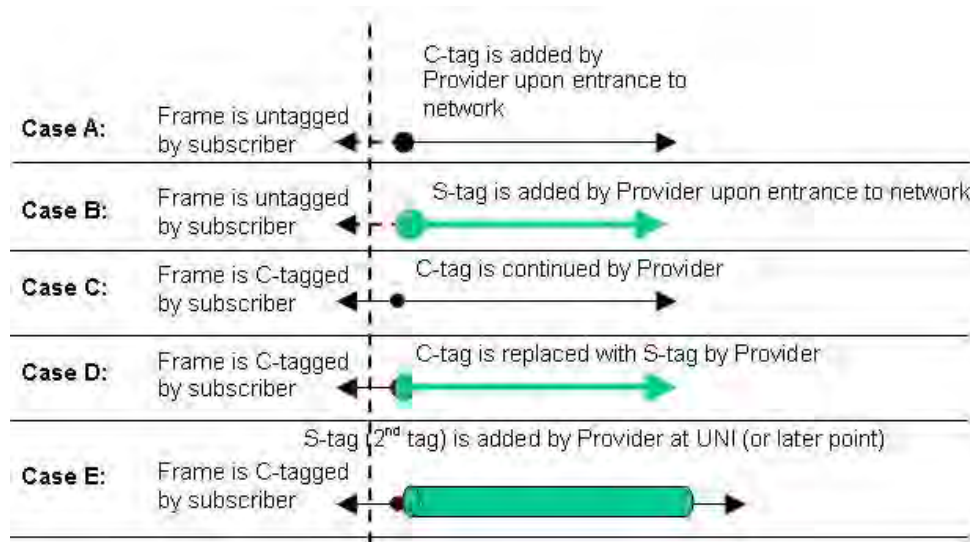 C-tag is added by
Provider upon entrance to
network
Case A:
Frame is untagged
by subscriber
S-tag is added by Provider upon entrance to network
Case B:
Frame is untagged
by subscriber
C-tag is continued by Provider
Case C:
Frame is C-tagged
by subscriber
C-tag is replaced with S-tag by Provider
Case D:
Frame is C-tagged
by subscriber
S-tag (2nd tag) is added by Provider at UNI (or later point)
Case E:
Frame is C-tagged
by subscriber